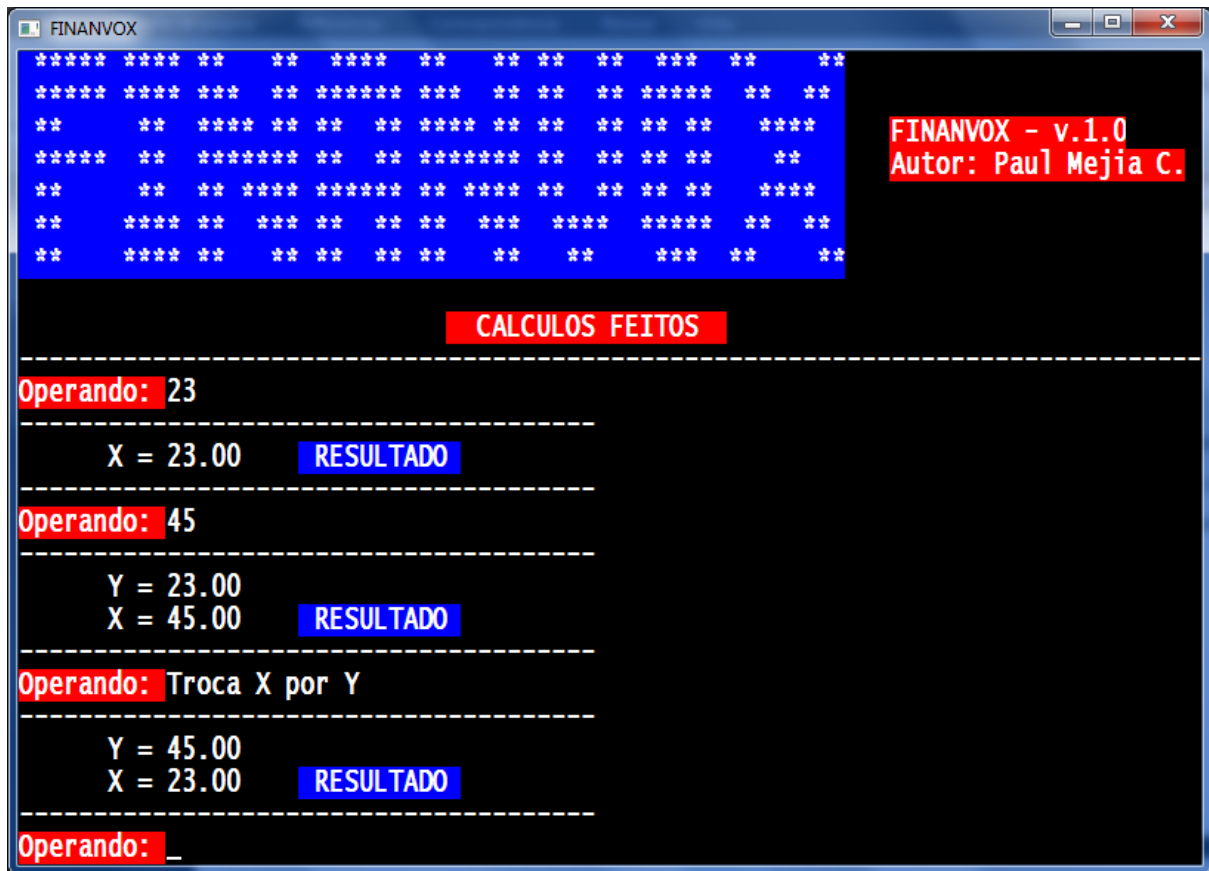 FINANVOX
FINANVOX - v.1.0
Autor: Paul Mejia C.
CALCULOS FEITOS
Operando: 23
X = 23.00 RESULTADO
Operando: 45
Y = 23.00
X = 45.00 RESULTADO
Operando: Troca X por Y
Y = 45.00
X = 23.00 RESULTADO
Operando: _